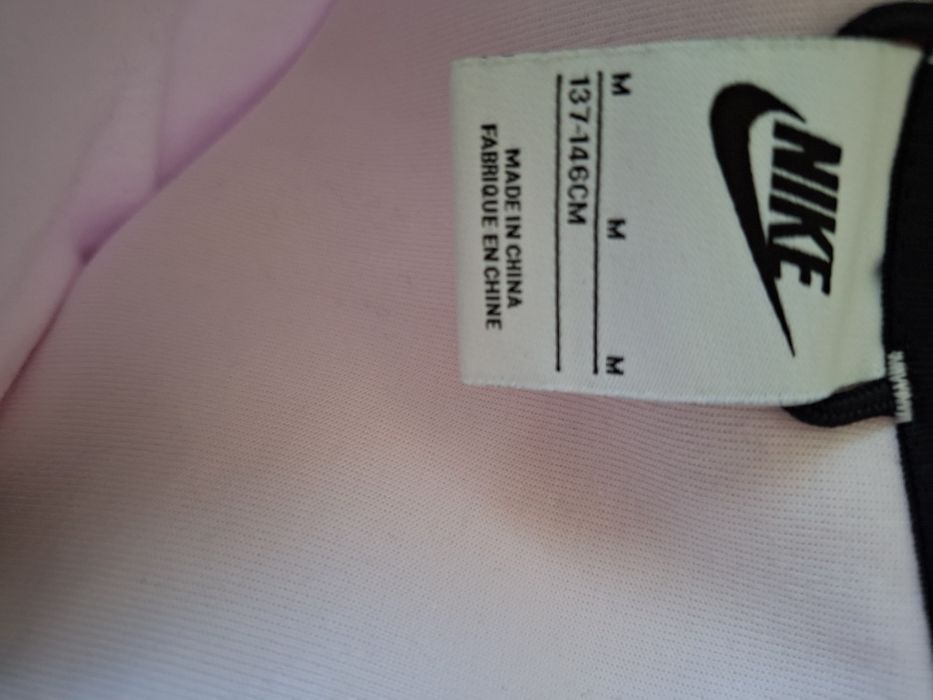 NIKE
M M M
137-146CM
MADE IN CHINA
FABRIQUE EN CHINE